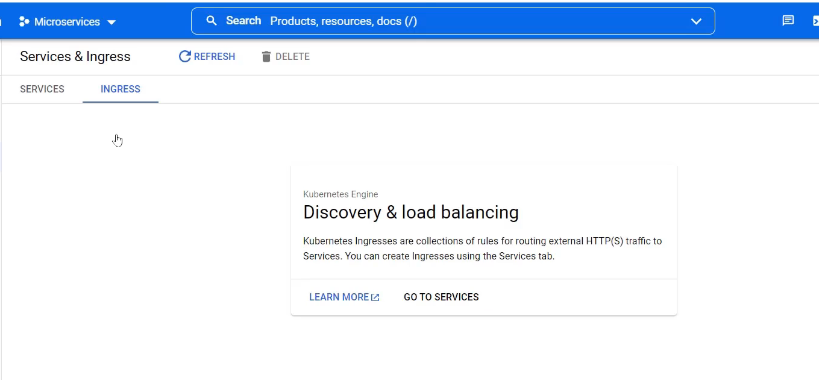 Microservices
Search Products, resources, docs (/)
Services & Ingress
REFRESH
DELETE
SERVICES
INGRESS
Kubernetes Engine
Discovery & load balancing
Kubernetes Ingresses are collections of rules for routing external HTTP(S) traffic to
Services. You can create Ingresses using the Services tab.
LEARN MORE
GO TO SERVICES